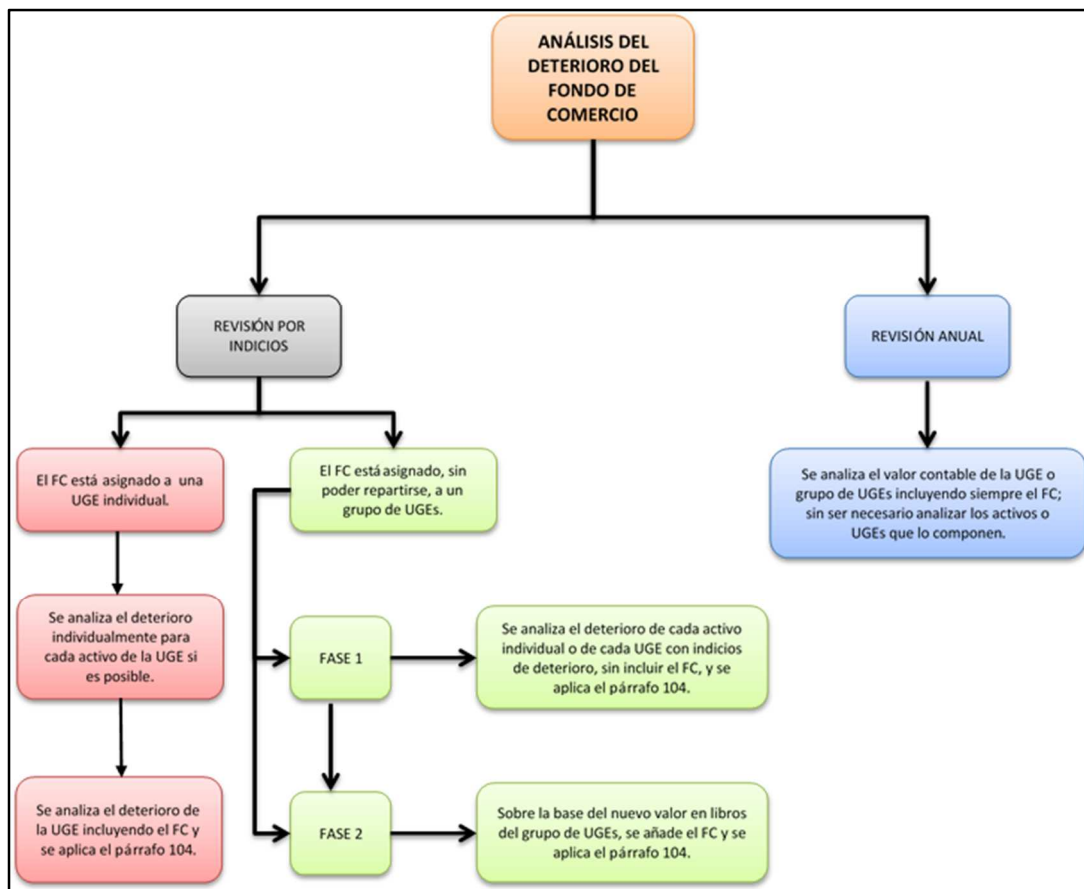 ANÁLISIS DEL
DETERIORO DEL
FONDO DE
COMERCIO
REVISIÓN POR
INDICIOS
REVISIÓN ANUAL
El FC está asignado a una
UGE individual.
El FC está asignado, sin
poder repartirse, a un
grupo de UGEs.
Se analiza el valor contable de la UGE o
grupo de UGEs incluyendo siempre el FC;
sin ser necesario analizar los activos o
UGEs que lo componen.
Se analiza el deterioro
individualmente para
cada activo de la UGE si
es posible.
FASE 1
Se analiza el deterioro de cada activo
individual o de cada UGE con indicios
de deterioro, sin incluir el FC, y se
aplica el párrafo 104.
Se analiza el deterioro de
la UGE incluyendo el FC y
se aplica el párrafo 104.
FASE 2
Sobre la base del nuevo valor en libros
del grupo de UGEs, se añade el FC y se
aplica el párrafo 104.